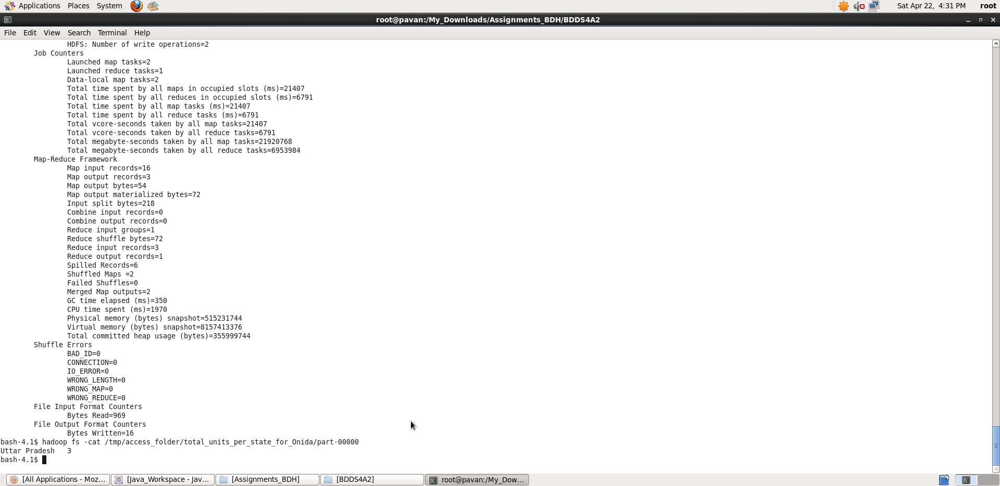 Applications Places System Sat Apr 22, 4:31 PM root
root@pavan:/My_Downloads/Assignments_BDH/BDDS4A2
File Edit View Search Terminal Help
HDFS: Number of write operations=2
Job Counters
Launched map tasks=2
Launched reduce tasks=1
Data-local map tasks=2
Total time spent by all maps in occupied slots (ms)=21407
Total time spent by all reduces in occupied slots (ms)=6791
Total time spent by all map tasks (ms)=21407
Total time spent by all reduce tasks (ms)=6791
Total vcore-seconds taken by all map tasks=21407
Total vcore-seconds taken by all reduce tasks=6791
Total megabyte-seconds taken by all map tasks=21920768
Total megabyte-seconds taken by all reduce tasks=6953984
Map-Reduce Framework
Map input records=16
Map output records=3
Map output bytes=54
Map output materialized bytes=72
Input split bytes=218
Combine input records=0
Combine output records=0
Reduce input groups=1
Reduce shuffle bytes=72
Reduce input records=3
Reduce output records=1
Spilled Records=6
Shuffled Maps =2
Failed Shuffles=0
Merged Map outputs=2
GC time elapsed (ms)=350
CPU time spent (ms)=1970
Physical memory (bytes) snapshot=515231744
Virtual memory (bytes) snapshot=8157413376
Total committed heap usage (bytes)=355999744
Shuffle Errors
BAD_ID=0
CONNECTION=0
IO_ERROR=0
WRONG_LENGTH=0
WRONG_MAP=0
WRONG_REDUCE=0
File Input Format Counters
Bytes Read=969
File Output Format Counters
Bytes Written=16
bash-4.1$ hadoop fs -cat /tmp/access_folder/total_units_per_state_for_Onida/part-00000
Uttar Pradesh 3
bash-4.1$
[All Applications - Moz... [Java_Workspace - Jav... [Assignments_BDH] [BDDS4A2] root@pavan:/My_Dow...